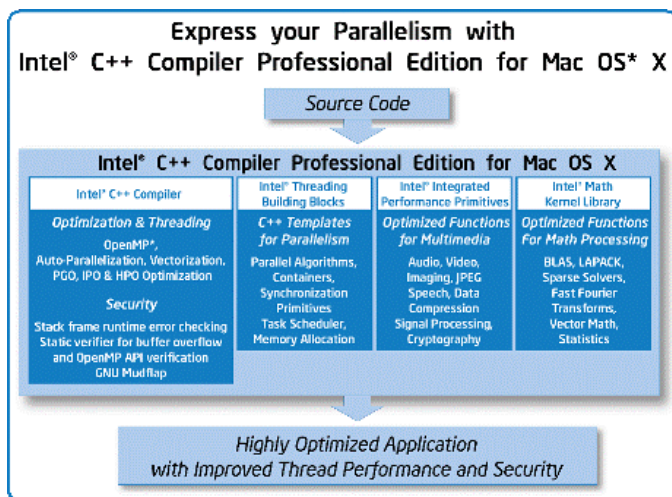 Express your Parallelism with
Intel® C++ Compiler Professional Edition for Mac OS* X
Source Code
Intel® C++ Compiler Professional Edition for Mac OS X
Intel® C++ Compiler
Optimization & Threading
OpenMP*,
Auto-Parallelization, Vectorization,
PGO, IPO & HPO Optimization
Security
Stack frame runtime error checking
Static verifier for buffer overflow
and OpenMP API verification
GNU Mudflap
Intel® Threading
Building Blocks
C++ Templates
for Parallelism
Parallel Algorithms,
Containers,
Synchronization
Primitives
Task Scheduler,
Memory Allocation
Intel® Integrated
Performance Primitives
Optimized Functions
for Multimedia
Audio, Video,
Imaging, JPEG
Speech, Data
Compression
Signal Processing,
Cryptography
Intel® Math
Kernel Library
Optimized Functions
For Math Processing
BLAS, LAPACK,
Sparse Solvers,
Fast Fourier
Transforms,
Vector Math,
Statistics
Highly Optimized Application
with Improved Thread Performance and Security